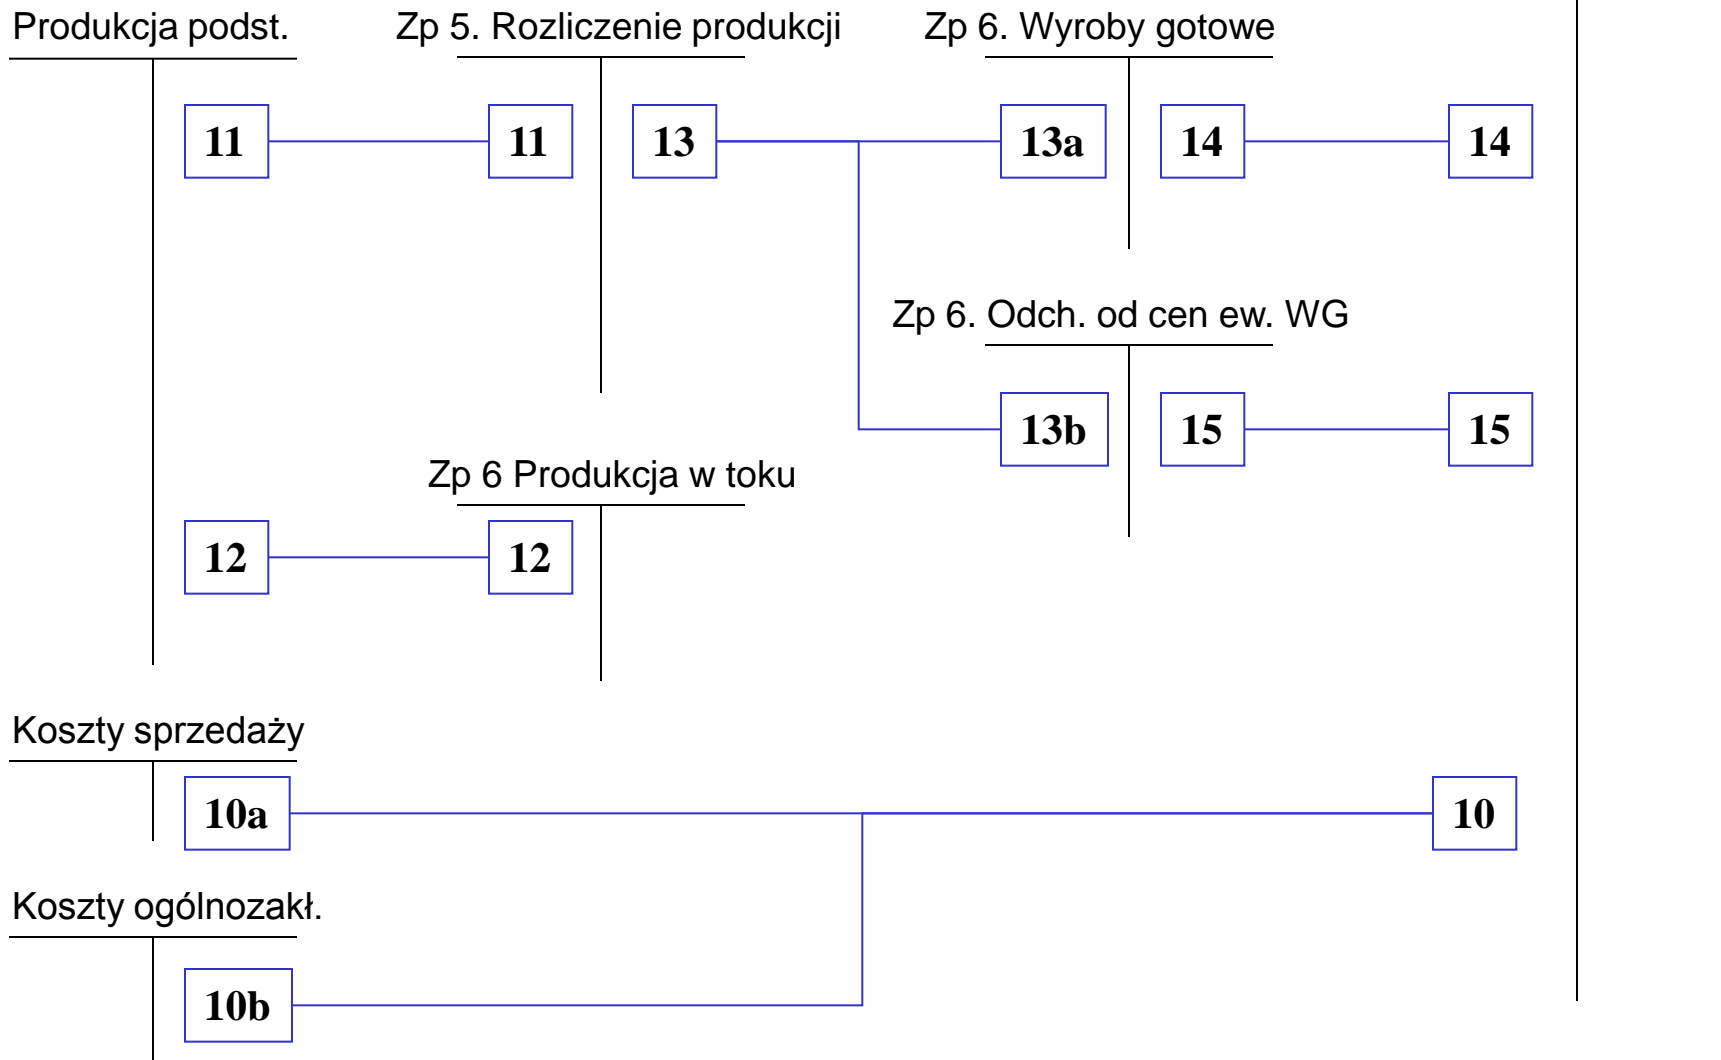 Produkcja podst. Zp 5. Rozliczenie produkcji Zp 6. Wyroby gotowe
11 11 13 13a 14 14
Zp 6. Odch. od cen ew. WG
13b 15 15
Zp 6 Produkcja w toku
12 12
Koszty sprzedaży
10a 10
Koszty ogólnozakł.
10b